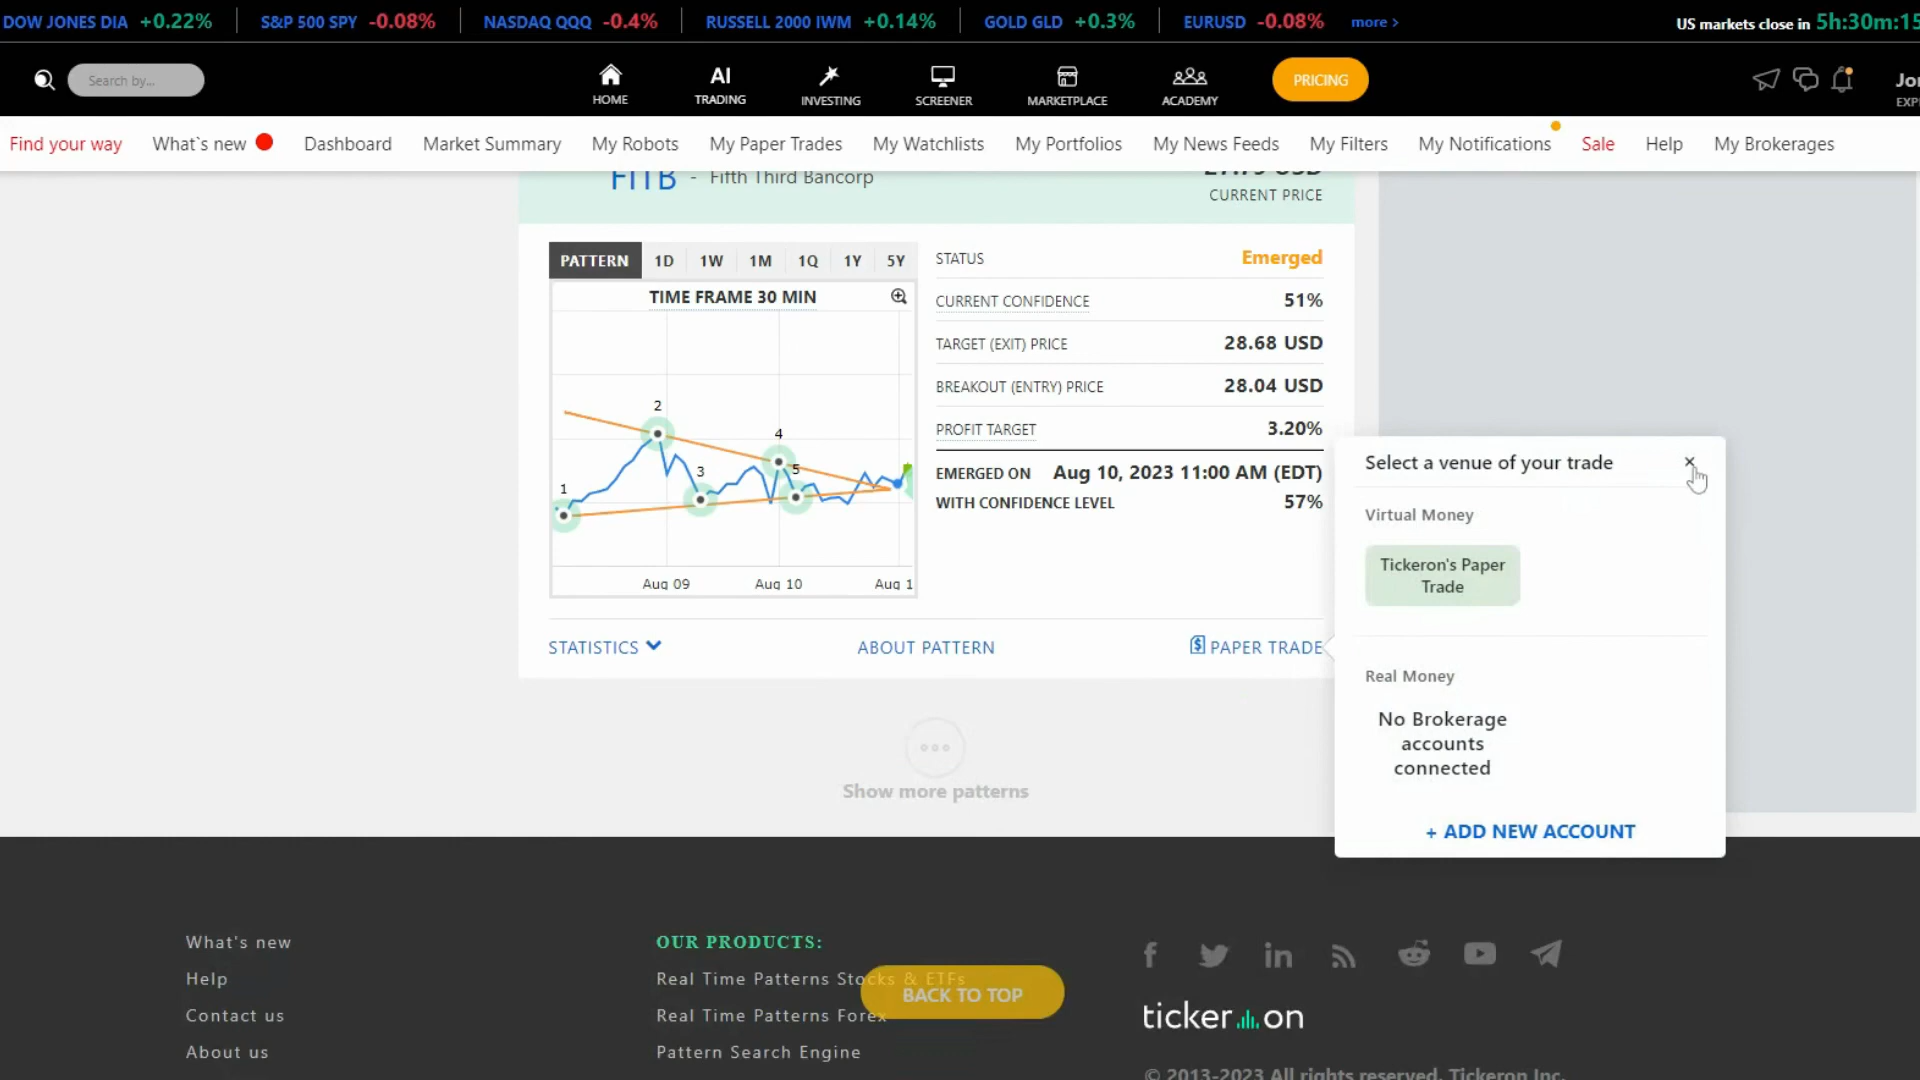 DOW JONES DIA +0.22% S&P 500 SPY -0.08% NASDAQ QQQ -0.4% RUSSELL 2000 IWM +0.14% GOLD GLD +0.3% EURUSD -0.08% more > US markets close in 5h:30m:15
Search by...
HOME AI TRADING INVESTING SCREENER MARKETPLACE ACADEMY PRICING
Find your way What`s new Dashboard Market Summary My Robots My Paper Trades My Watchlists My Portfolios My News Feeds My Filters My Notifications Sale Help My Brokerages
FITB - Fifth Third Bancorp
CURRENT PRICE
PATTERN 1D 1W 1M 1Q 1Y 5Y
TIME FRAME 30 MIN
1
2
3
4
5
Aug 09 Aug 10 Aug 1
STATUS Emerged
CURRENT CONFIDENCE 51%
TARGET (EXIT) PRICE 28.68 USD
BREAKOUT (ENTRY) PRICE 28.04 USD
PROFIT TARGET 3.20%
EMERGED ON Aug 10, 2023 11:00 AM (EDT)
WITH CONFIDENCE LEVEL 57%
STATISTICS ABOUT PATTERN PAPER TRADE
Show more patterns
Select a venue of your trade
Virtual Money
Tickeron's Paper
Trade
Real Money
No Brokerage
accounts
connected
+ ADD NEW ACCOUNT
What's new
Help
Contact us
About us
OUR PRODUCTS:
Real Time Patterns Stocks & ETFs
BACK TO TOP
Real Time Patterns Forex
Pattern Search Engine
tickeron
© 2013-2023 All rights reserved. Tickeron Inc.